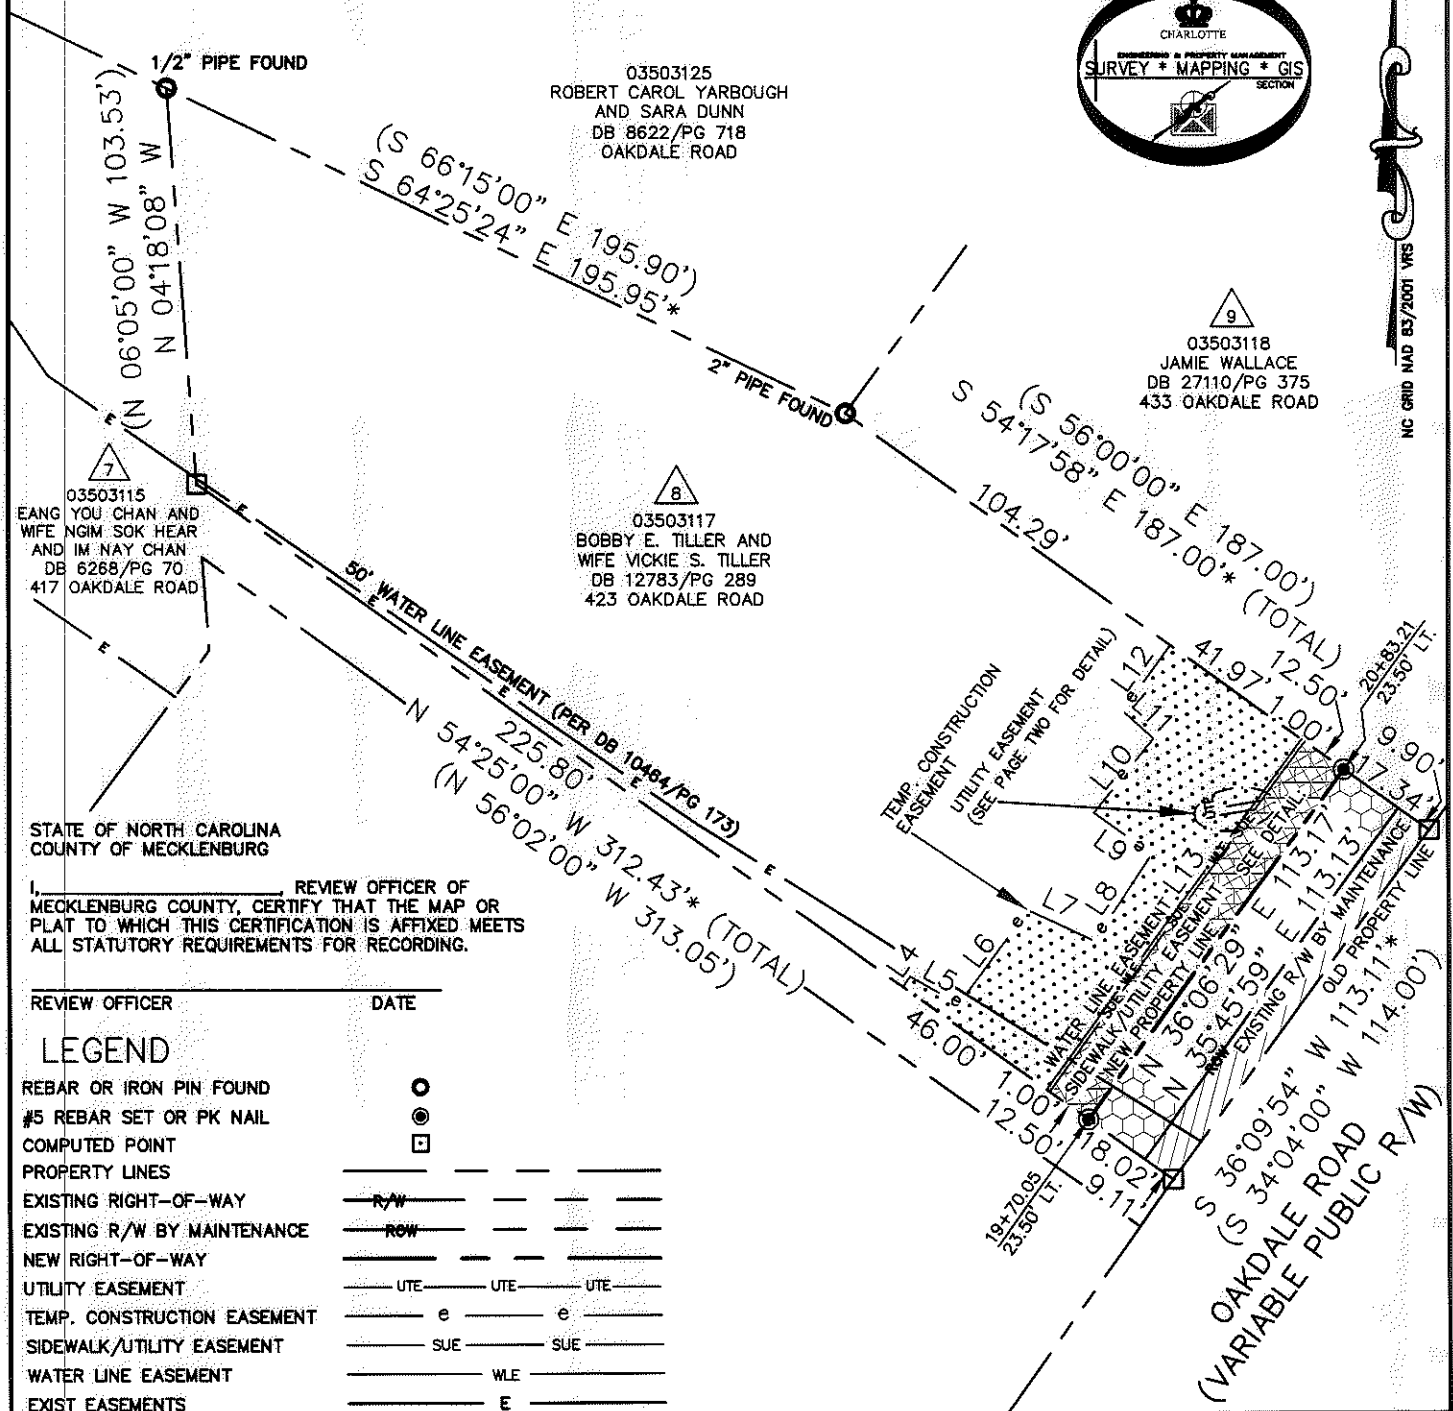 CHARLOTTE
ENGINEERING & PROPERTY MANAGEMENT
SURVEY * MAPPING * GIS
SECTION
NC GRID NAD 83/2001 VRS
1/2" PIPE FOUND
(N 06°05'00" W 103.53')
N 04°18'08" W
03503125
ROBERT CAROL YARBOUGH
AND SARA DUNN
DB 8622/PG 718
OAKDALE ROAD
(S 66°15'00" E 195.90')
S 64°25'24" E 195.95'*
2" PIPE FOUND
9
03503118
JAMIE WALLACE
DB 27110/PG 375
433 OAKDALE ROAD
(S 56°00'00" E 187.00')
S 54°17'58" E 187.00'* (TOTAL)
104.29'
41.97'
12.50'
1.00'
20+83.21
23.50' LT.
9.90'
17.34'
E
7
03503115
EANG YOU CHAN AND
WIFE NGIM SOK HEAR
AND IM NAY CHAN
DB 6268/PG 70
417 OAKDALE ROAD
E
E
8
03503117
BOBBY E. TILLER AND
WIFE VICKIE S. TILLER
DB 12783/PG 289
423 OAKDALE ROAD
50' WATER LINE EASEMENT (PER DB 10464/PG 173)
E
E
E
E
N 54°25'00" W 312.43'* (TOTAL)
225.80'
(N 56°02'00" W 313.05')
TEMP. CONSTRUCTION
EASEMENT
UTILITY EASEMENT
(SEE PAGE TWO FOR DETAIL)
L12
e
L11
L10
e
L9
e
L8
L7
e
e
L6
L5
e
L4
L13
UTE
WATER LINE EASEMENT
WLE
SUE
SIDEWALK/UTILITY EASEMENT
SEE DETAIL
NEW PROPERTY LINE
N 36°06'29" E 113.17'
N 35°45'59" E 113.13'
ROW
EXISTING R/W BY MAINTENANCE
OLD PROPERTY LINE
S 36°09'54" W 113.11'*
(S 34°04'00" W 114.00')
46.00'
1.00'
12.50'
18.02'
9.11'
19+70.05
23.50' LT.
OAKDALE ROAD
(VARIABLE PUBLIC R/W)
STATE OF NORTH CAROLINA
COUNTY OF MECKLENBURG
I,____________________ REVIEW OFFICER OF
MECKLENBURG COUNTY, CERTIFY THAT THE MAP OR
PLAT TO WHICH THIS CERTIFICATION IS AFFIXED MEETS
ALL STATUTORY REQUIREMENTS FOR RECORDING.
REVIEW OFFICER DATE
LEGEND
REBAR OR IRON PIN FOUND
#5 REBAR SET OR PK NAIL
COMPUTED POINT
PROPERTY LINES
EXISTING RIGHT-OF-WAY R/W
EXISTING R/W BY MAINTENANCE ROW
NEW RIGHT-OF-WAY
UTILITY EASEMENT UTE UTE UTE
TEMP. CONSTRUCTION EASEMENT e e
SIDEWALK/UTILITY EASEMENT SUE SUE
WATER LINE EASEMENT WLE
EXIST EASEMENTS E